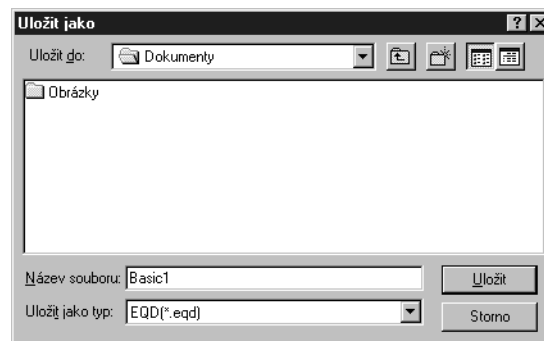 Uložit jako
Uložit do: Dokumenty
Obrázky
Název souboru: Basic1 Uložit
Uložit jako typ: EQD(*.eqd) Storno